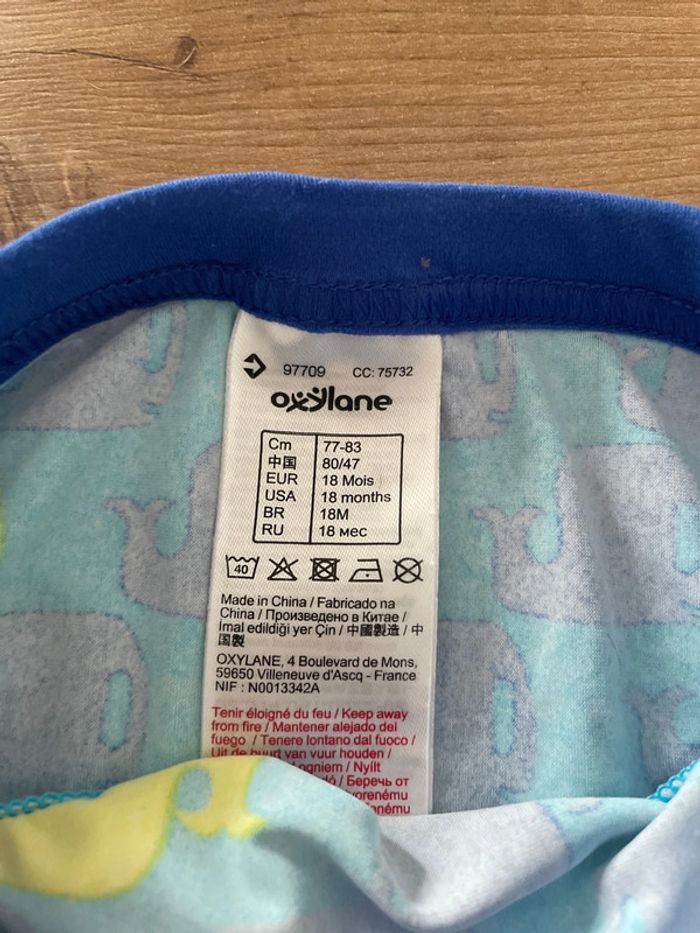 97709 CC: 75732
oxylane
Cm 77-83
中国 80/47
EUR 18 Mois
USA 18 months
BR 18M
RU 18 мес
40
Made in China / Fabricado na
China / Произведено в Китае /
İmal edildiği yer Çin / 中國製造 / 中
国製
OXYLANE, 4 Boulevard de Mons,
59650 Villeneuve d'Ascq - France
NIF : N0013342A
Tenir éloigné du feu / Keep away
from fire / Mantener alejado del
fuego / Tenere lontano dal fuoco /
Uit de buurt van vuur houden /
/ Nyílt
/ Беречь от